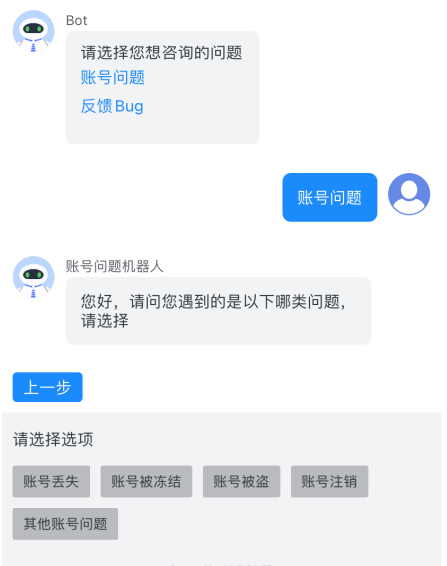 Bot
请选择您想咨询的问题
账号问题
反馈Bug
账号问题
账号问题机器人
您好，请问您遇到的是以下哪类问题，
请选择
上一步
请选择选项
账号丢失 账号被冻结 账号被盗 账号注销
其他账号问题